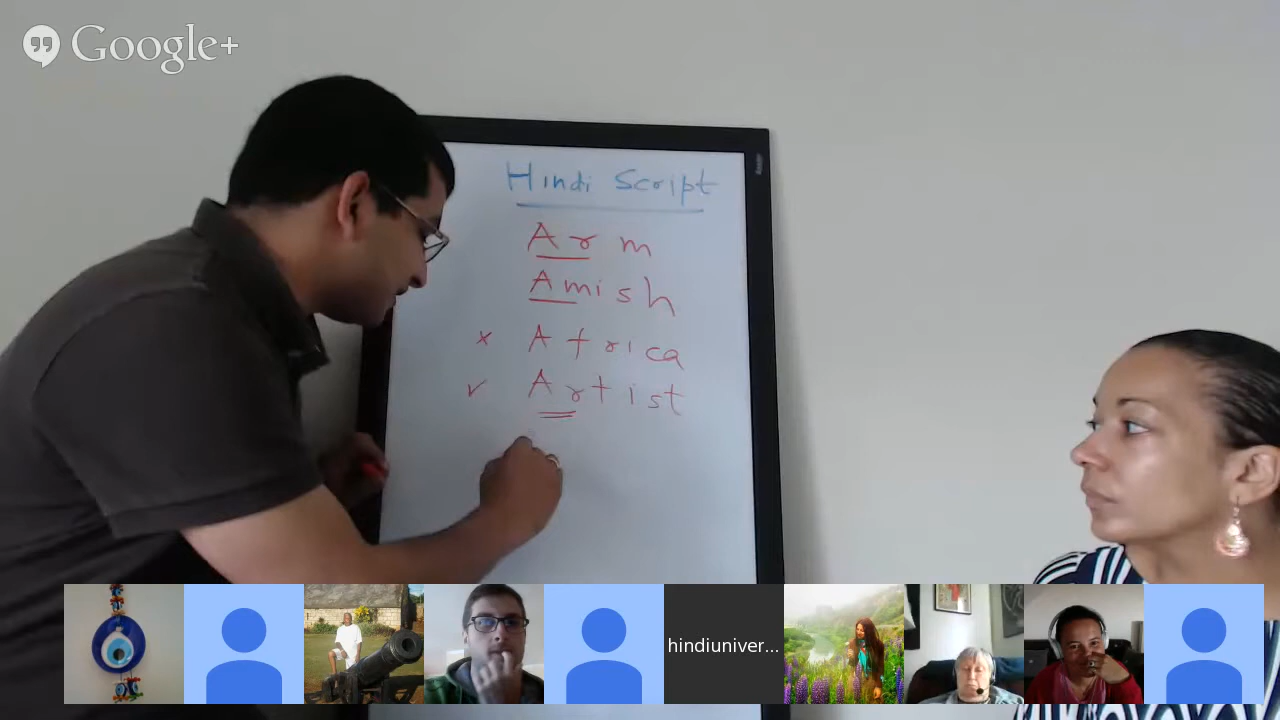 Google+
Hindi Script
Arm
Amish
x Africa
✓ Artist
hindiuniver...